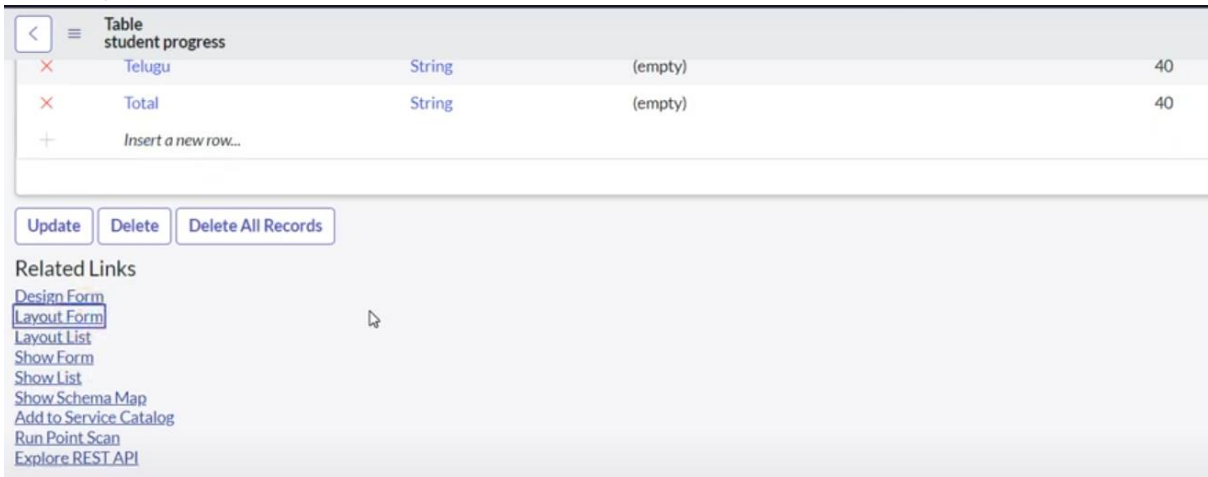 Table
student progress
Telugu String (empty) 40
Total String (empty) 40
Insert a new row...
Update Delete Delete All Records
Related Links
Design Form
Layout Form
Layout List
Show Form
Show List
Show Schema Map
Add to Service Catalog
Run Point Scan
Explore REST API